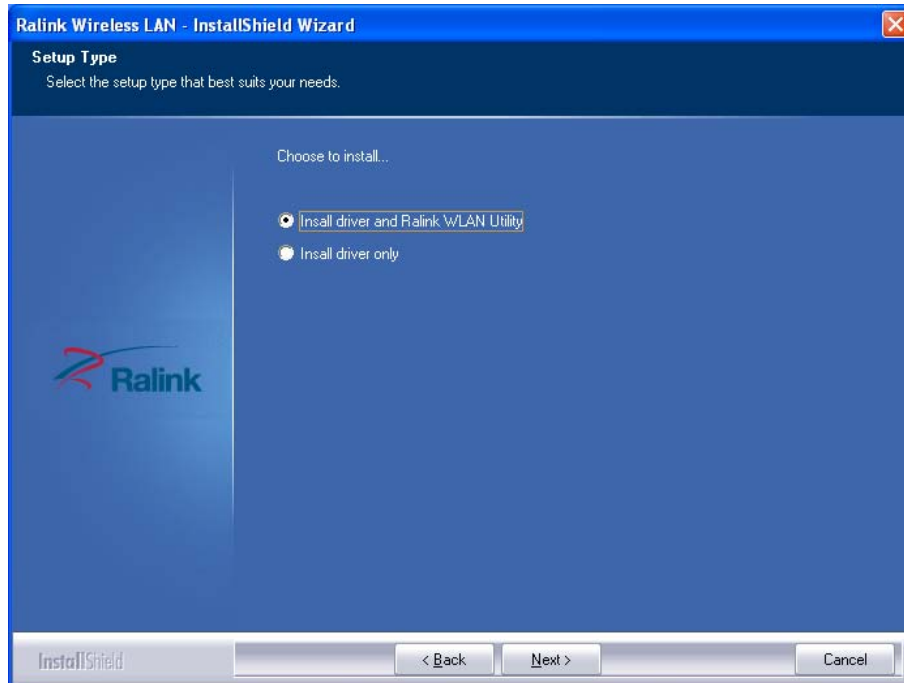 Ralink Wireless LAN - InstallShield Wizard
Setup Type
Select the setup type that best suits your needs.
Choose to install...
Insall driver and Ralink WLAN Utility
Insall driver only
Ralink
InstallShield
< Back
Next >
Cancel